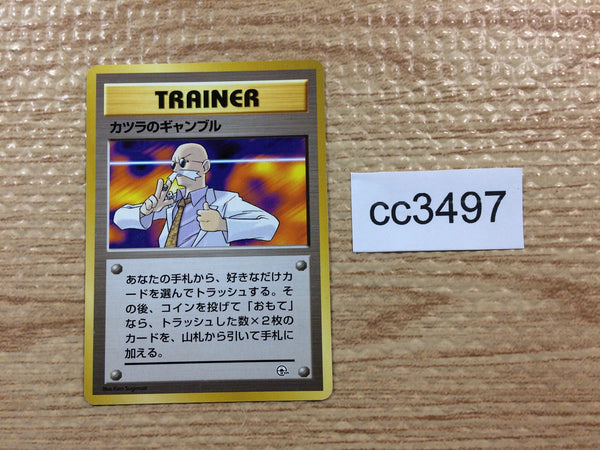 TRAINER
カツラのギャンブル
あなたの手札から、好きなだけカ
ードを選んでトラッシュする。そ
の後、コインを投げて「おもて」
なら、トラッシュした数×2枚の
カードを、山札から引いて手札に
加える。
Illus. Ken Sugimori
cc3497